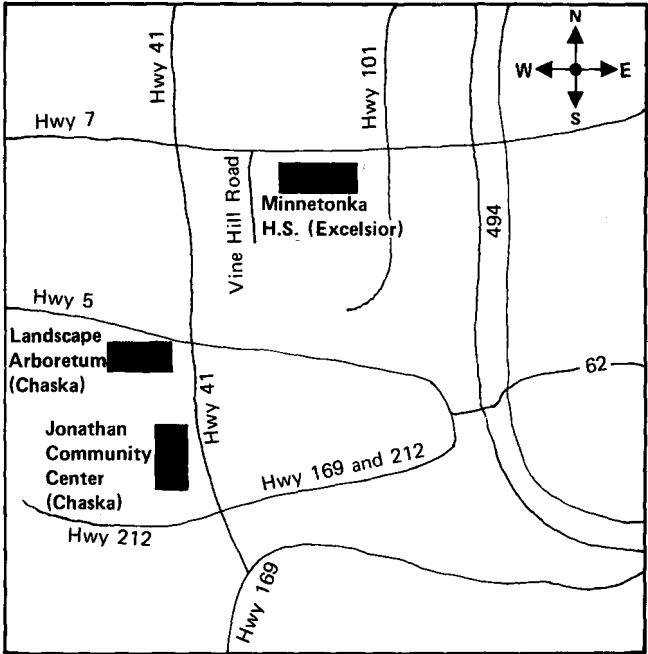 N
W E
S
Hwy 41
Hwy 101
Hwy 7
Vine Hill Road
Minnetonka
H.S. (Excelsior)
494
Hwy 5
Landscape
Arboretum
(Chaska)
62
Hwy 41
Jonathan
Community
Center
(Chaska)
Hwy 169 and 212
Hwy 212
Hwy 169